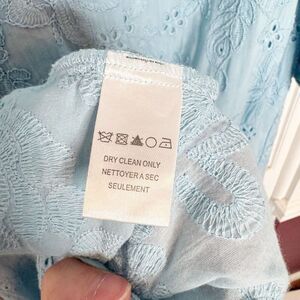 DRY CLEAN ONLY
NETTOYER A SEC
SEULEMENT